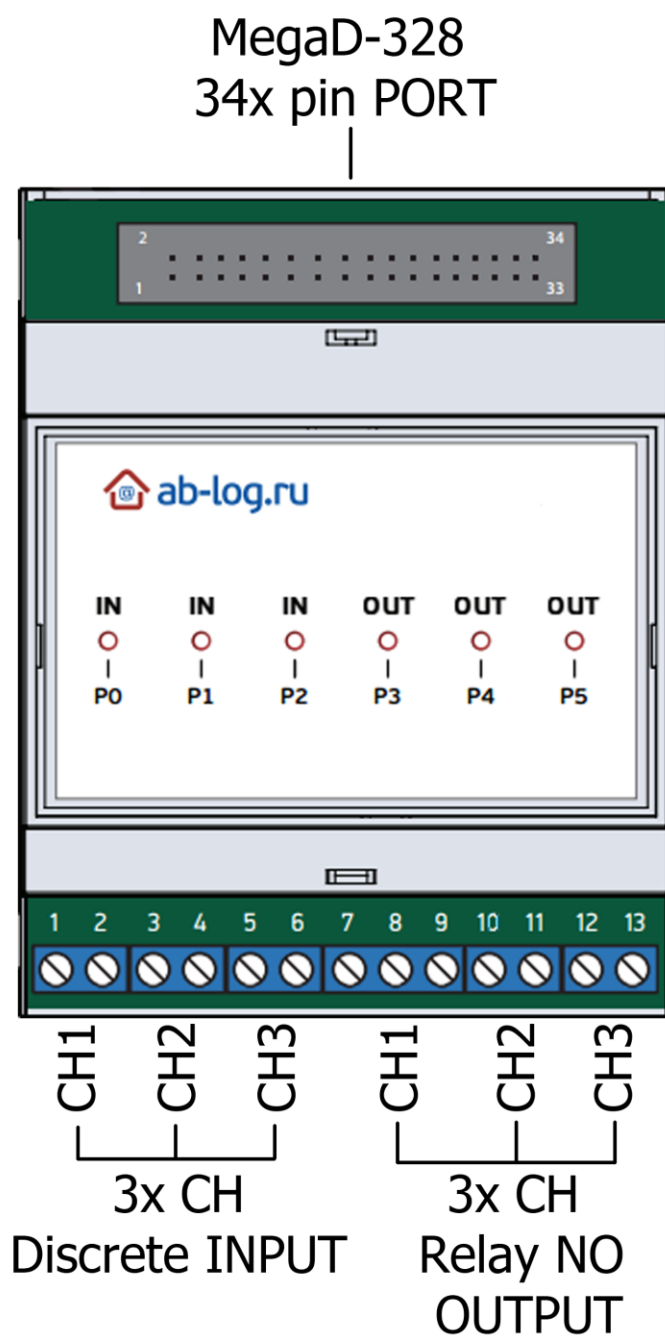 MegaD-328
34x pin PORT
2 34
1 33
@ ab-log.ru
IN IN IN OUT OUT OUT
P0 P1 P2 P3 P4 P5
1 2 3 4 5 6 7 8 9 10 11 12 13
CH1 CH2 CH3 CH1 CH2 CH3
3x CH 3x CH
Discrete INPUT Relay NO
OUTPUT